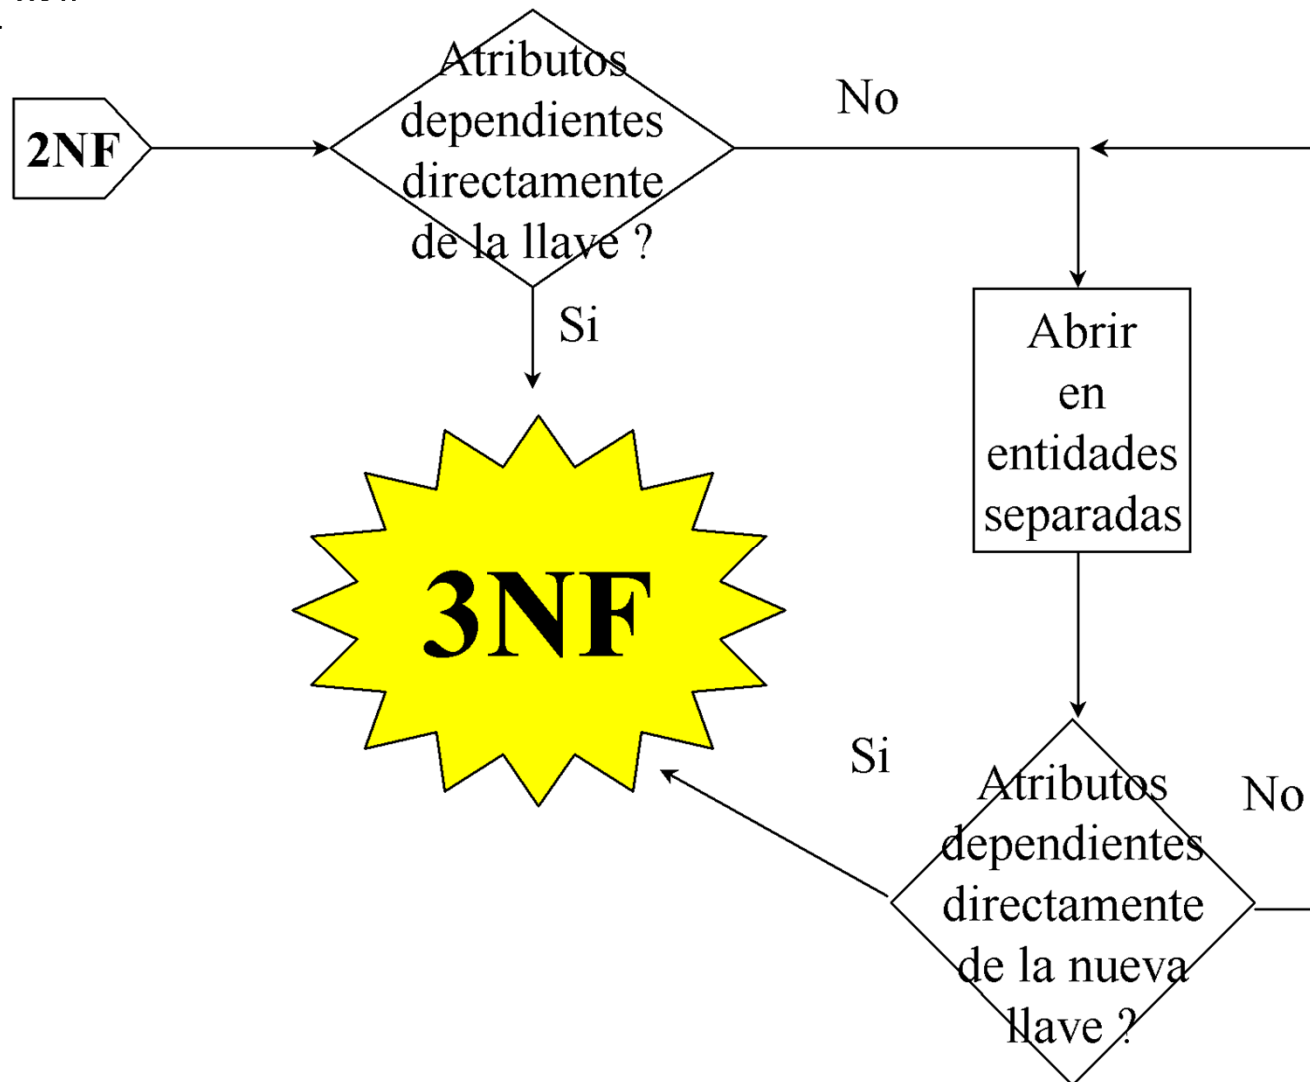 Atributos
dependientes
directamente
de la llave ?
No
2NF
Si
Abrir
en
entidades
separadas
3NF
Si
Atributos
dependientes
directamente
de la nueva
llave ?
No